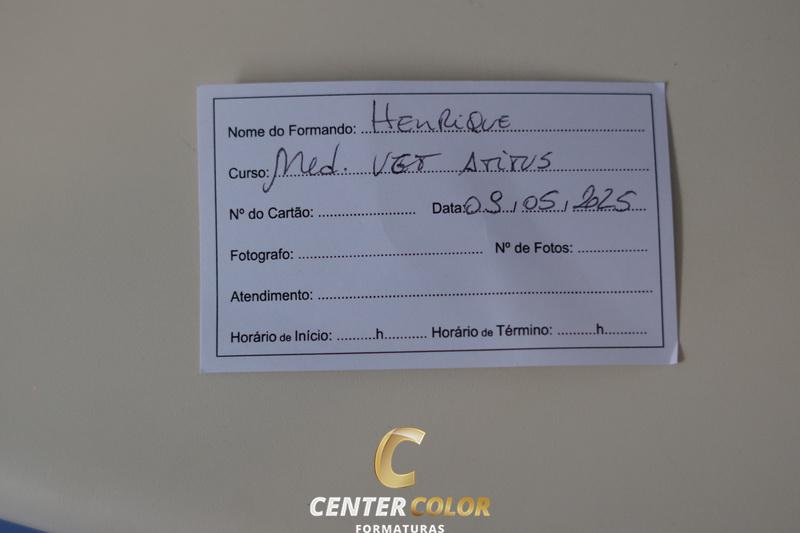 Nome do Formando: HENRIQUE
Curso: Med. VET ATITUS
Nº do Cartão: ........................ Data: 09/05/2025
Fotografo: ............................................... Nº de Fotos: .................
Atendimento: ..................................................................................
Horário de Início: .........h.......... Horário de Término: .........h..........
CENTER COLOR
FORMATURAS